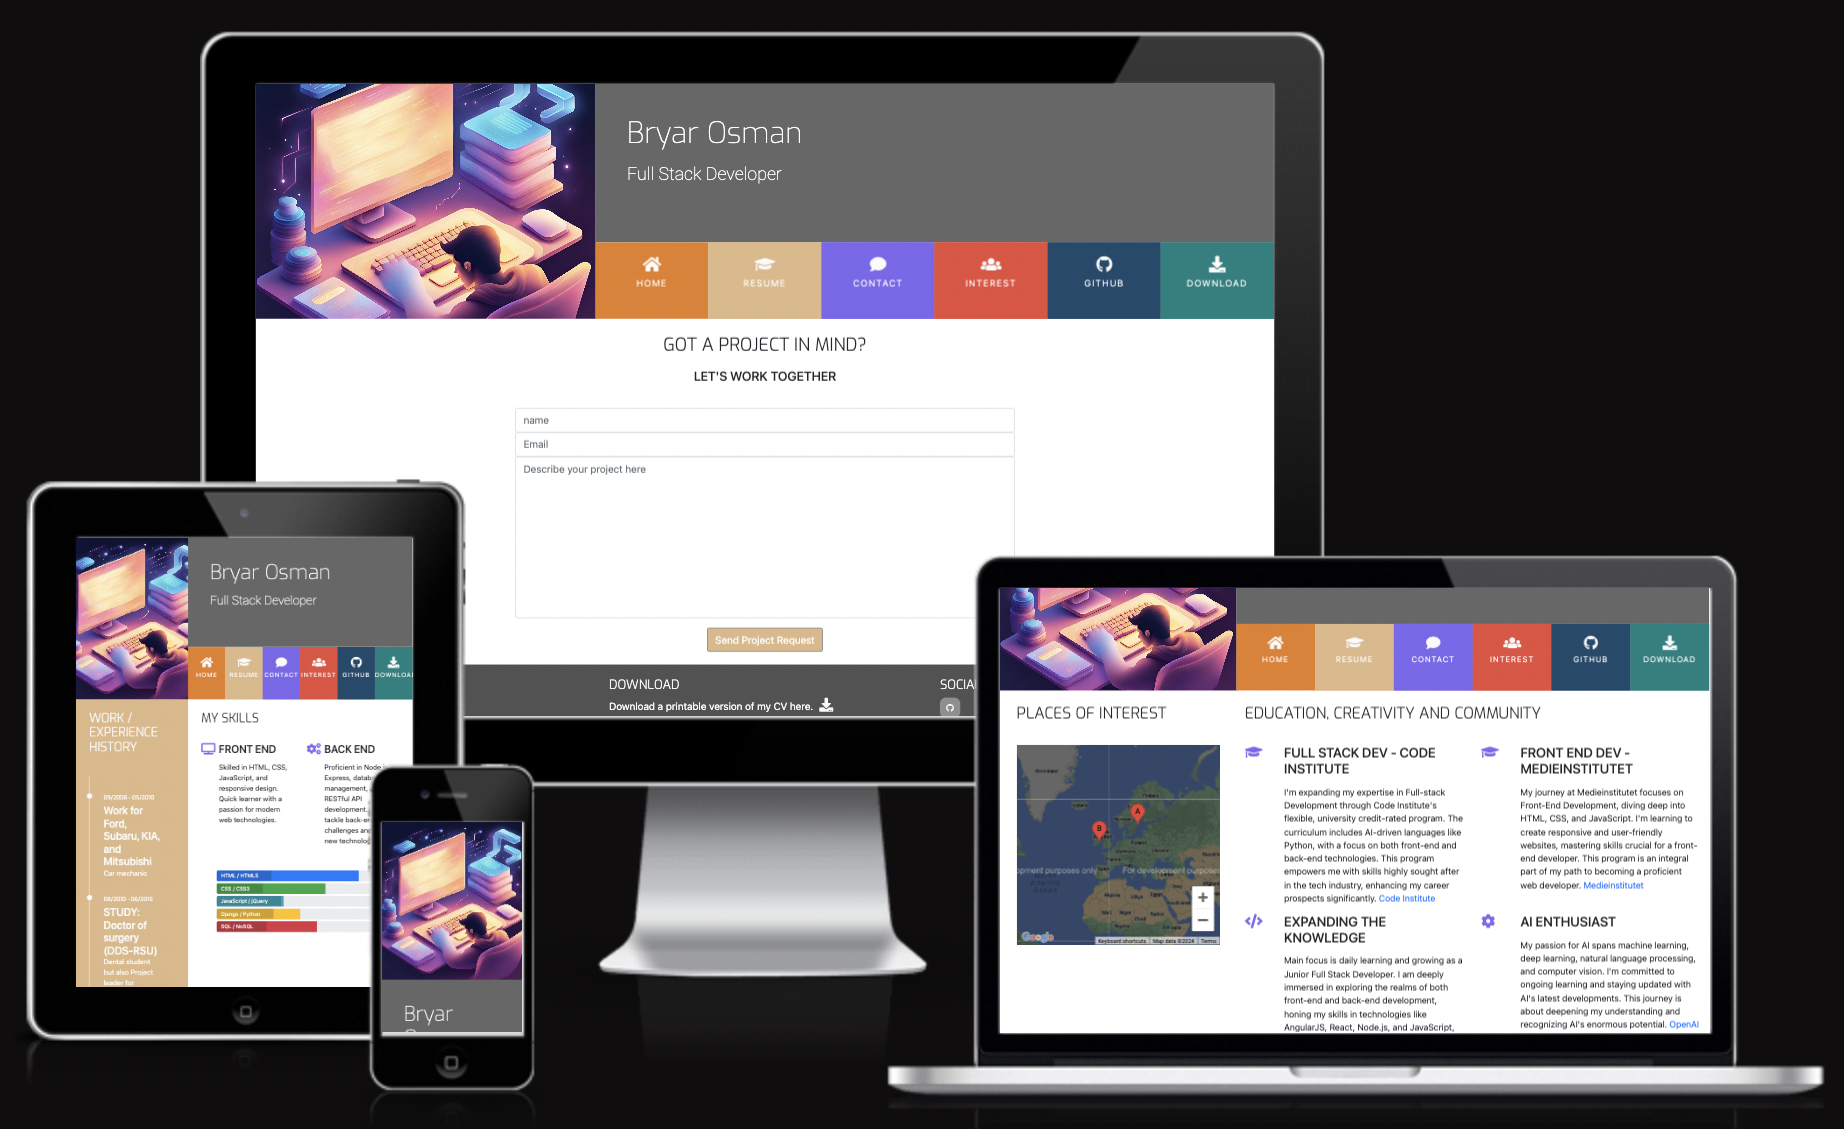 Bryar Osman
Full Stack Developer
HOME
RESUME
CONTACT
INTEREST
GITHUB
DOWNLOAD
GOT A PROJECT IN MIND?
LET'S WORK TOGETHER
name
Email
Describe your project here
Send Project Request
DOWNLOAD
Download a printable version of my CV here.
SOCIA
Bryar Osman
Full Stack Developer
HOME
RESUME
CONTACT
INTEREST
GITHUB
DOWNLOA
WORK /
EXPERIENCE
HISTORY
09/2008 - 05/2010
Work for
Ford,
Subaru, KIA,
and
Mitsubishi
Car mechanic
STUDY:
Doctor of
surgery
(DDS-RSU)
Dental student
but also Project
leader for
MY SKILLS
FRONT END
Skilled in HTML, CSS,
JavaScript, and
responsive design.
Quick learner with a
passion for modern
web technologies.
BACK END
Proficient in Node.j
Express, datab
management,
RESTful API
development.
tackle back-en
challenges an
new technolog
HTML / HTML5
CSS / CSS3
JavaScript / jQuery
Django / Python
SQL / NoSQL
Bryar
HOME
RESUME
CONTACT
INTEREST
GITHUB
DOWNLOAD
PLACES OF INTEREST
A
B
opment purposes only
For development purposes
Google
Keyboard shortcuts
Map data ©2024
Terms
EDUCATION, CREATIVITY AND COMMUNITY
FULL STACK DEV - CODE
INSTITUTE
I'm expanding my expertise in Full-stack
Development through Code Institute's
flexible, university credit-rated program. The
curriculum includes AI-driven languages like
Python, with a focus on both front-end and
back-end technologies. This program
empowers me with skills highly sought after
in the tech industry, enhancing my career
prospects significantly. Code Institute
FRONT END DEV -
MEDIEINSTITUTET
My journey at Medieinstitutet focuses on
Front-End Development, diving deep into
HTML, CSS, and JavaScript. I'm learning to
create responsive and user-friendly
websites, mastering skills crucial for a front-
end developer. This program is an integral
part of my path to becoming a proficient
web developer. Medieinstitutet
EXPANDING THE
KNOWLEDGE
Main focus is daily learning and growing as a
Junior Full Stack Developer. I am deeply
immersed in exploring the realms of both
front-end and back-end development,
honing my skills in technologies like
AngularJS, React, Node.js, and JavaScript,
AI ENTHUSIAST
My passion for AI spans machine learning,
deep learning, natural language processing,
and computer vision. I'm committed to
ongoing learning and staying updated with
AI's latest developments. This journey is
about deepening my understanding and
recognizing AI's enormous potential. OpenAI